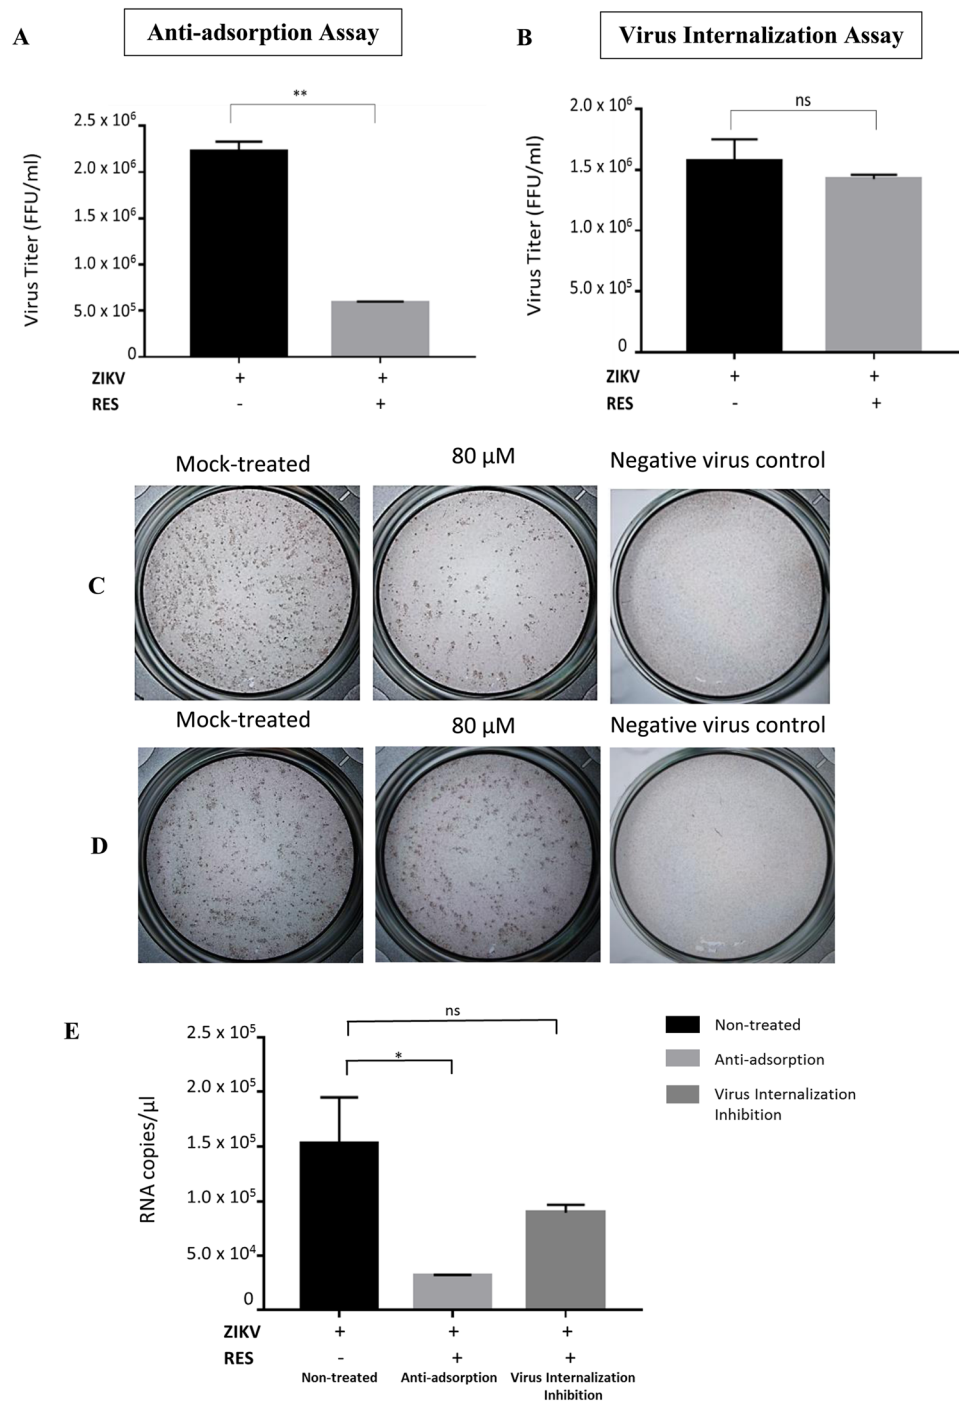 A
Anti-adsorption Assay
B
Virus Internalization Assay
**
2.5 x 10⁶
2.0 x 10⁶
1.5 x 10⁶
1.0 x 10⁶
5.0 x 10⁵
0
Virus Titer (FFU/ml)
ZIKV + +
RES - +
ns
2.0 x 10⁶
1.5 x 10⁶
1.0 x 10⁶
5.0 x 10⁵
0
Virus Titer (FFU/ml)
ZIKV + +
RES - +
C
Mock-treated
80 µM
Negative virus control
D
Mock-treated
80 µM
Negative virus control
E
ns
*
2.5 x 10⁵
2.0 x 10⁵
1.5 x 10⁵
1.0 x 10⁵
5.0 x 10⁴
0
RNA copies/µl
ZIKV + + +
RES - + +
Non-treated Anti-adsorption Virus Internalization
Inhibition
Non-treated
Anti-adsorption
Virus Internalization
Inhibition